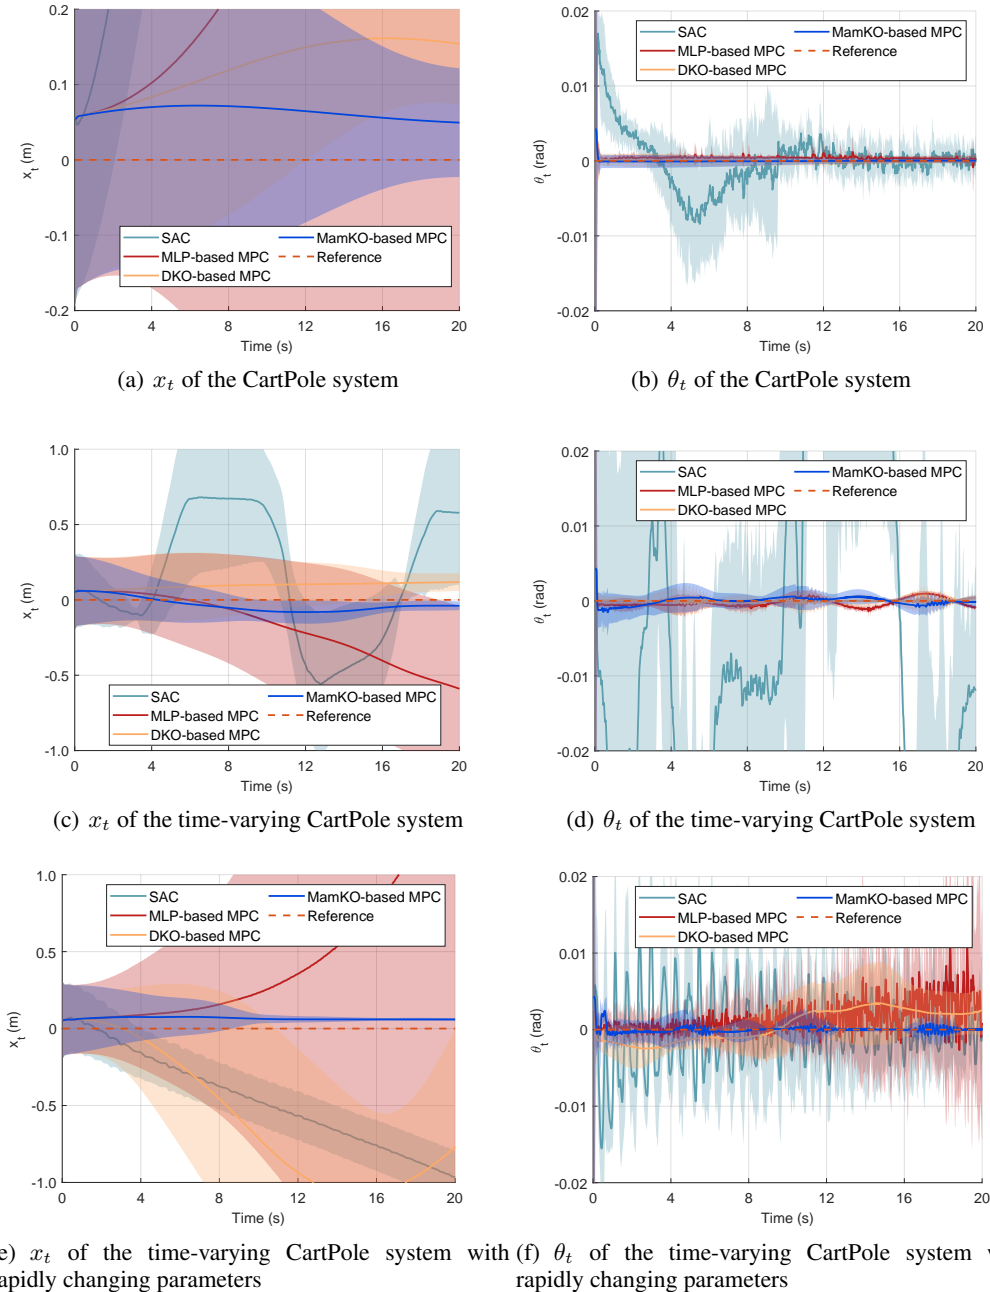 0.2
0.1
0
-0.1
-0.2
x_t (m)
SAC
MLP-based MPC
DKO-based MPC
MamKO-based MPC
Reference
0 4 8 12 16 20
Time (s)
(a) x_t of the CartPole system
0.02
0.01
0
-0.01
-0.02
θ_t (rad)
SAC
MLP-based MPC
DKO-based MPC
MamKO-based MPC
Reference
0 4 8 12 16 20
Time (s)
(b) θ_t of the CartPole system
1.0
0.5
0
-0.5
-1.0
x_t (m)
SAC
MLP-based MPC
DKO-based MPC
MamKO-based MPC
Reference
0 4 8 12 16 20
Time (s)
(c) x_t of the time-varying CartPole system
0.02
0.01
0
-0.01
-0.02
θ_t (rad)
SAC
MLP-based MPC
DKO-based MPC
MamKO-based MPC
Reference
0 4 8 12 16 20
Time (s)
(d) θ_t of the time-varying CartPole system
1.0
0.5
0
-0.5
-1.0
x_t (m)
SAC
MLP-based MPC
DKO-based MPC
MamKO-based MPC
Reference
0 4 8 12 16 20
Time (s)
e) x_t of the time-varying CartPole system with
apidly changing parameters
0.02
0.01
0
-0.01
-0.02
θ_t (rad)
SAC
MLP-based MPC
DKO-based MPC
MamKO-based MPC
Reference
0 4 8 12 16 20
Time (s)
(f) θ_t of the time-varying CartPole system
rapidly changing parameters